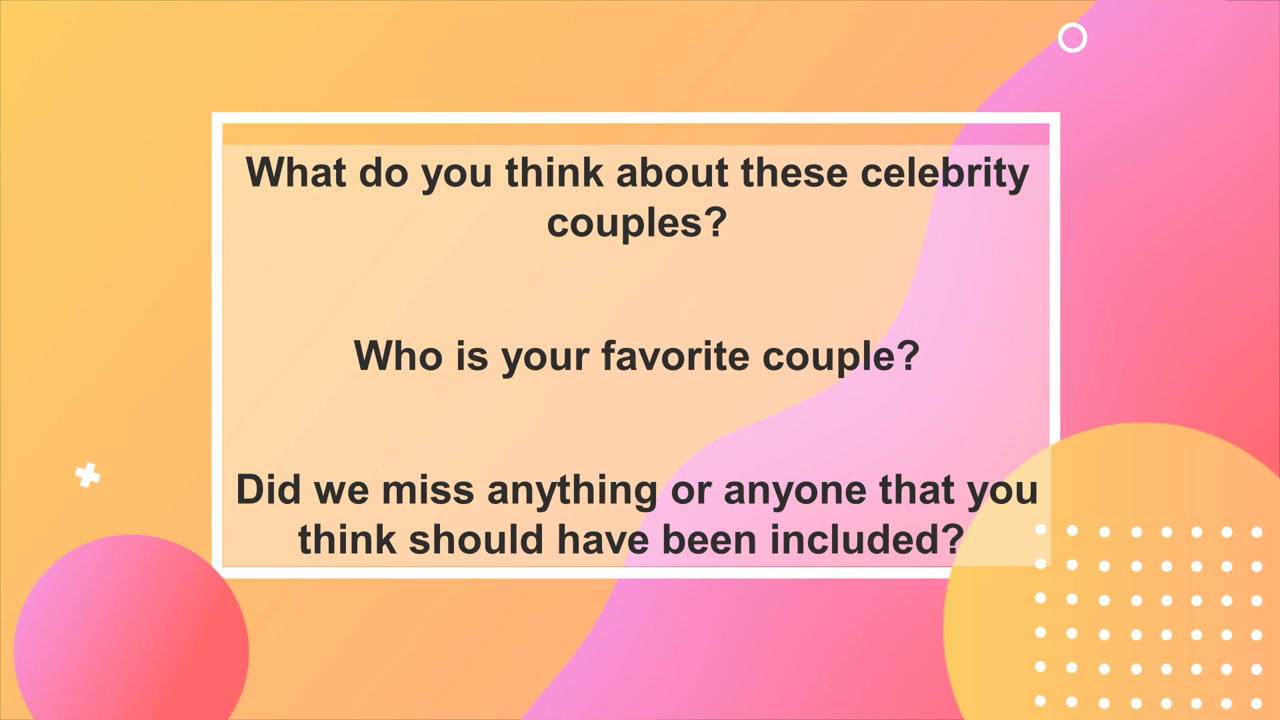 What do you think about these celebrity
couples?
Who is your favorite couple?
Did we miss anything or anyone that you
think should have been included?